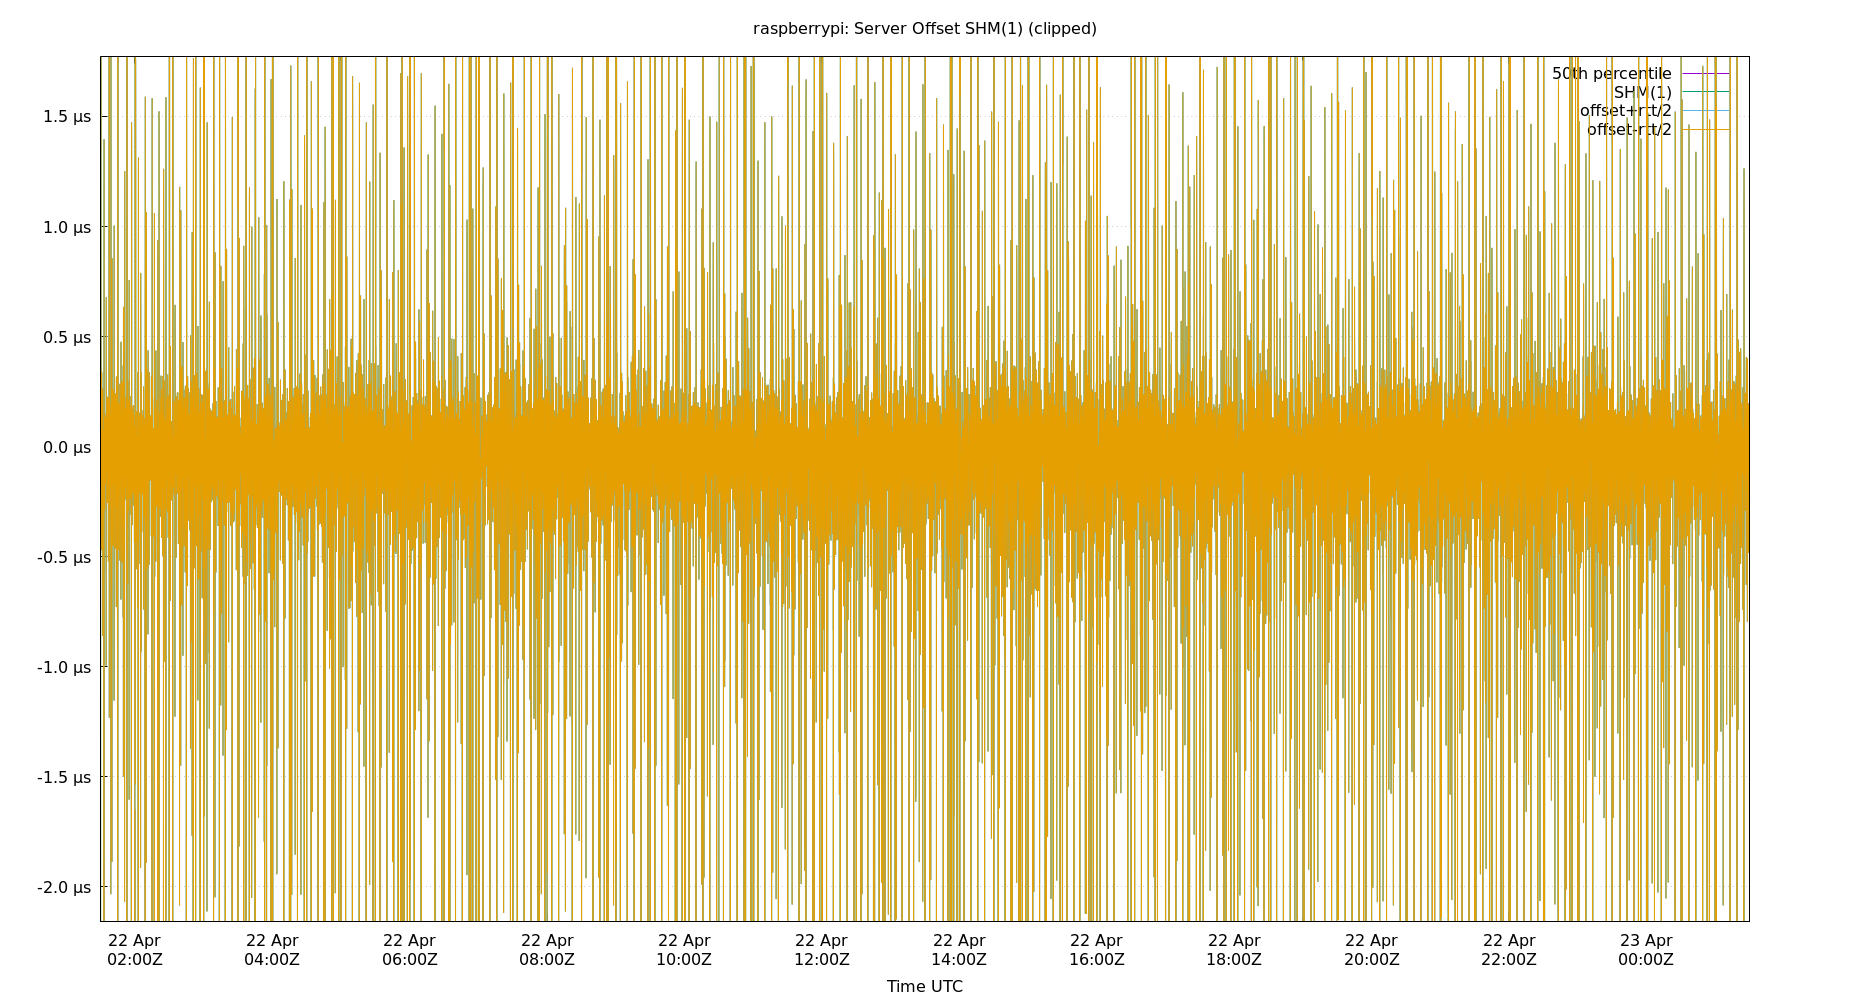 raspberrypi: Server Offset SHM(1) (clipped)
50th percentile
SHM(1)
offset+rtt/2
offset-rtt/2
1.5 µs
1.0 µs
0.5 µs
0.0 µs
-0.5 µs
-1.0 µs
-1.5 µs
-2.0 µs
22 Apr 22 Apr 22 Apr 22 Apr 22 Apr 22 Apr 22 Apr 22 Apr 22 Apr 22 Apr 22 Apr 23 Apr
02:00Z 04:00Z 06:00Z 08:00Z 10:00Z 12:00Z 14:00Z 16:00Z 18:00Z 20:00Z 22:00Z 00:00Z
Time UTC